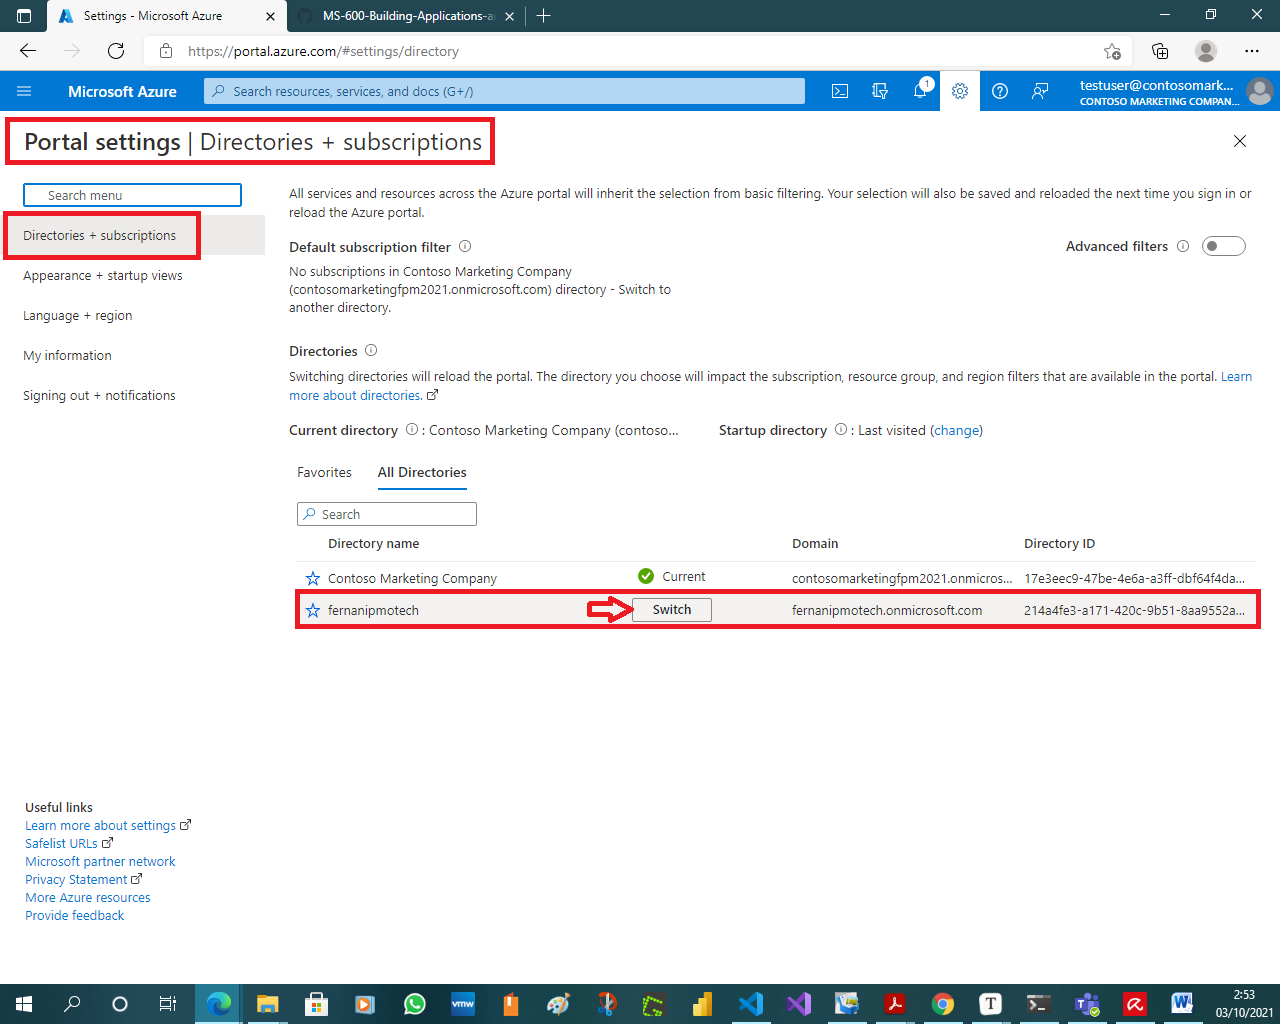 Settings - Microsoft Azure
MS-600-Building-Applications-a
https://portal.azure.com/#settings/directory
Microsoft Azure
Search resources, services, and docs (G+/)
1
testuser@contosomark...
CONTOSO MARKETING COMPAN...
Portal settings | Directories + subscriptions
Search menu
Directories + subscriptions
Appearance + startup views
Language + region
My information
Signing out + notifications
All services and resources across the Azure portal will inherit the selection from basic filtering. Your selection will also be saved and reloaded the next time you sign in or
reload the Azure portal.
Default subscription filter
Advanced filters
No subscriptions in Contoso Marketing Company
(contosomarketingfpm2021.onmicrosoft.com) directory - Switch to
another directory.
Directories
Switching directories will reload the portal. The directory you choose will impact the subscription, resource group, and region filters that are available in the portal. Learn
more about directories.
Current directory : Contoso Marketing Company (contoso...
Startup directory : Last visited (change)
Favorites
All Directories
Search
Directory name
Domain
Directory ID
Contoso Marketing Company
Current
contosomarketingfpm2021.onmicros...
17e3eec9-47be-4e6a-a3ff-dbf64f4da...
fernanipmotech
Switch
fernanipmotech.onmicrosoft.com
214a4fe3-a171-420c-9b51-8aa9552a...
Useful links
Learn more about settings
Safelist URLs
Microsoft partner network
Privacy Statement
More Azure resources
Provide feedback
vmw
T
W
2:53
03/10/2021